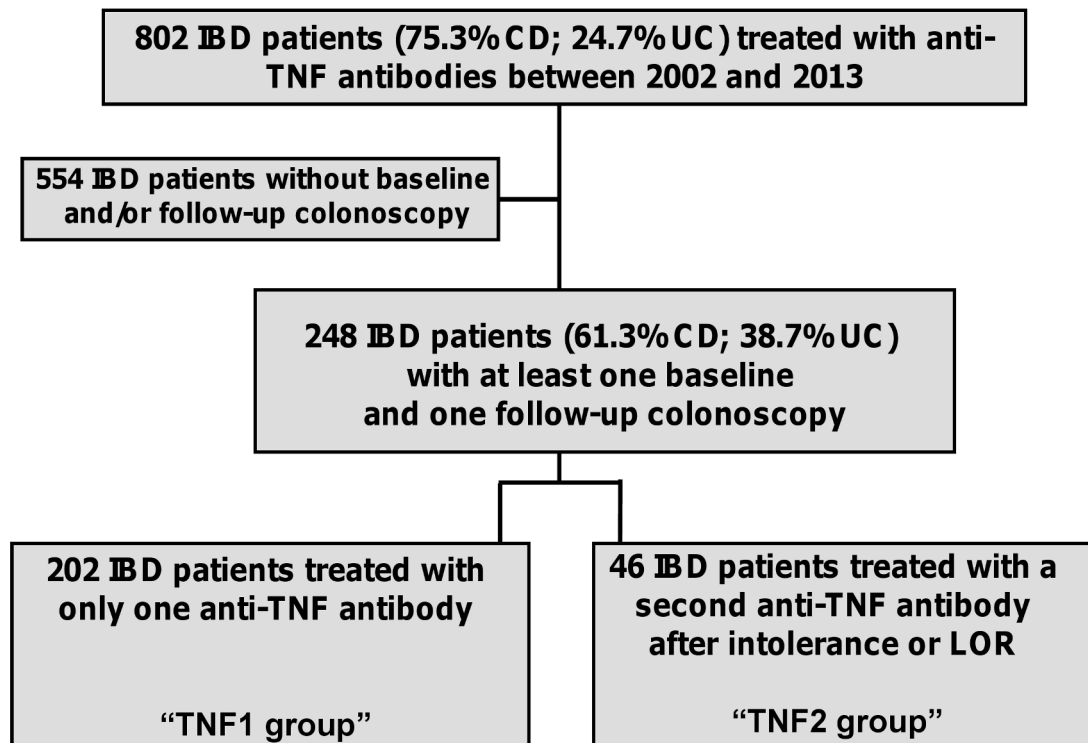 802 IBD patients (75.3% CD; 24.7% UC) treated with anti-
TNF antibodies between 2002 and 2013
554 IBD patients without baseline
and/or follow-up colonoscopy
248 IBD patients (61.3% CD; 38.7% UC)
with at least one baseline
and one follow-up colonoscopy
202 IBD patients treated with
only one anti-TNF antibody
“TNF1 group”
46 IBD patients treated with a
second anti-TNF antibody
after intolerance or LOR
“TNF2 group”